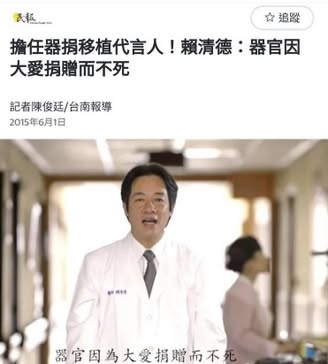 民報
☆ 追蹤
擔任器捐移植代言人！賴清德：器官因
大愛捐贈而不死
記者陳俊廷/台南報導
2015年6月1日
器官因為大愛捐贈而不死